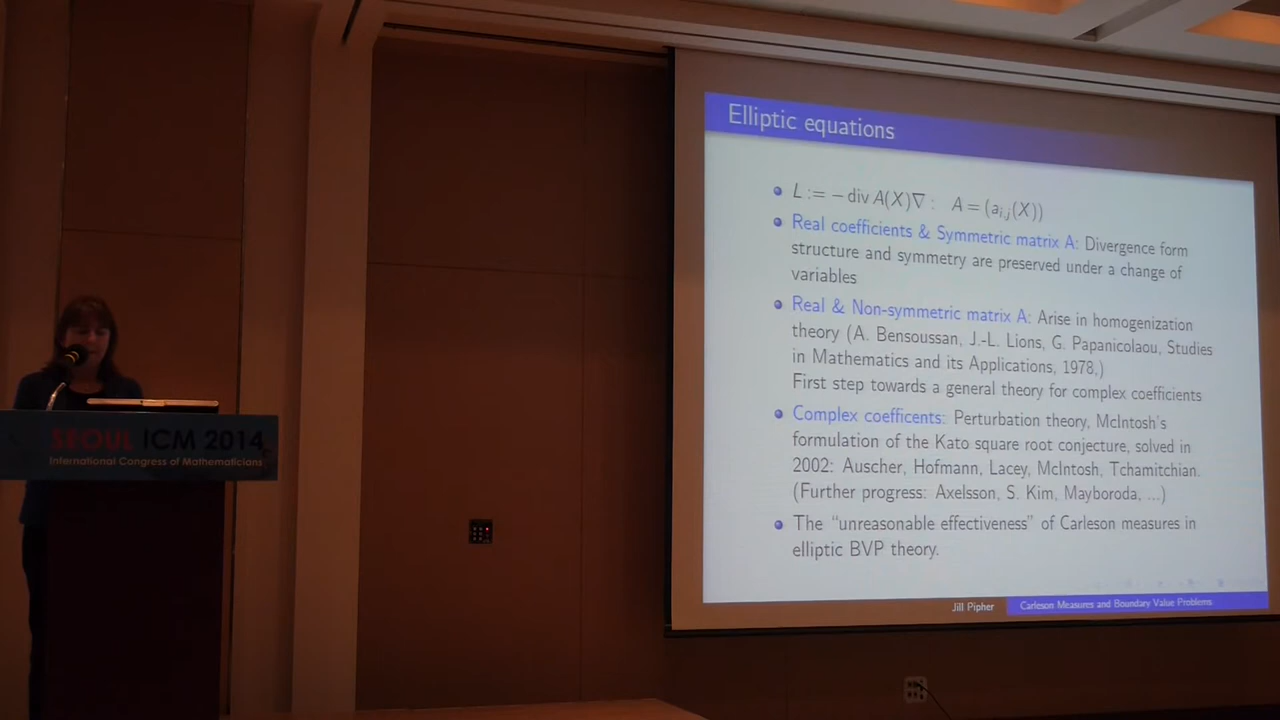 Elliptic equations
L := − div A(X)∇ : A = (a_{i,j}(X))
Real coefficients & Symmetric matrix A: Divergence form
structure and symmetry are preserved under a change of
variables
Real & Non-symmetric matrix A: Arise in homogenization
theory (A. Bensoussan, J.-L. Lions, G. Papanicolaou, Studies
in Mathematics and its Applications, 1978,)
First step towards a general theory for complex coefficients
Complex coefficents: Perturbation theory, McIntosh's
formulation of the Kato square root conjecture, solved in
2002: Auscher, Hofmann, Lacey, McIntosh, Tchamitchian.
(Further progress: Axelsson, S. Kim, Mayboroda, ...)
The “unreasonable effectiveness” of Carleson measures in
elliptic BVP theory.
Jill Pipher Carleson Measures and Boundary Value Problems
SEOUL ICM 2014
International Congress of Mathematicians